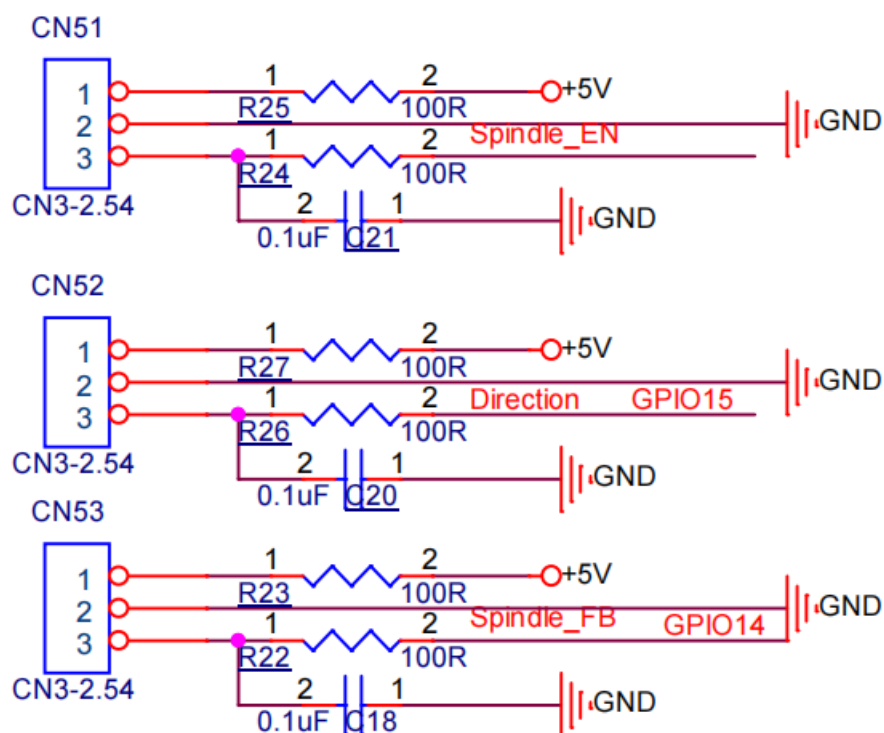 CN51
1 1 2 +5V
R25 100R
2 GND
1 2 Spindle_EN
3
R24 100R
CN3-2.54
2 1 GND
0.1uF C21
CN52
1 1 2 +5V
R27 100R
2 GND
1 2 Direction GPIO15
3
R26 100R
CN3-2.54
2 1 GND
0.1uF C20
CN53
1 1 2 +5V
R23 100R
2 GND
1 2 Spindle_FB GPIO14
3
R22 100R
CN3-2.54
2 1 GND
0.1uF C18